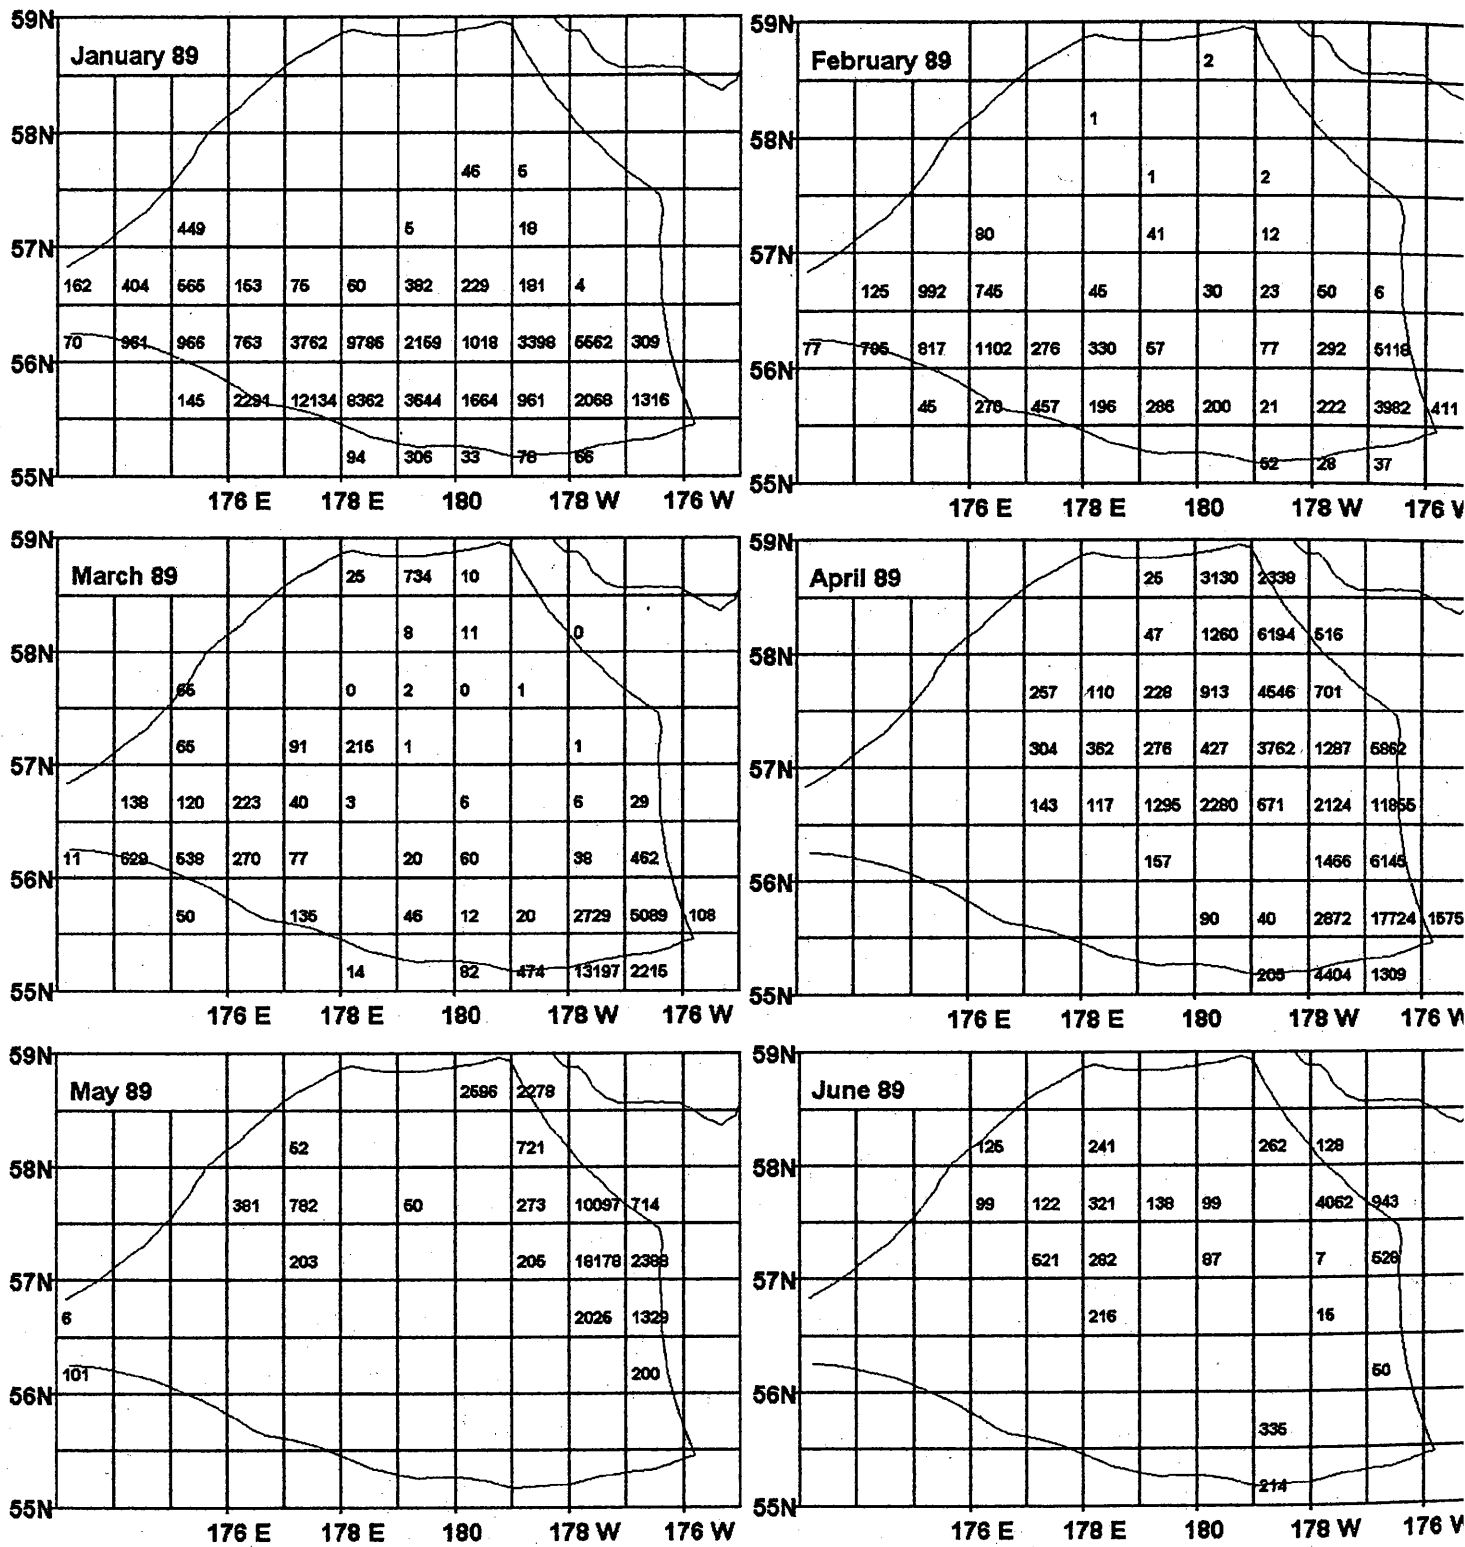 59N
January 89
58N
46 5
449 5 18
57N
162 404 565 153 75 60 382 229 181 4
70 961 966 763 3762 9786 2159 1018 3398 5562 309
56N
145 2291 12134 8362 3644 1664 961 2068 1316
94 306 33 78 66
55N
176 E 178 E 180 178 W 176 W
59N
February 89 2
1
58N
1 2
80 41 12
57N
125 992 745 45 30 23 50 6
77 785 817 1102 276 330 57 77 292 5118
56N
45 278 457 196 286 200 21 222 3982 411
52 28 37
55N
176 E 178 E 180 178 W 176 W
59N
March 89 25 734 10
8 11 0
58N
66 0 2 0 1
65 91 215 1 1
57N
138 120 223 40 3 6 6 29
11 629 538 270 77 20 60 38 462
56N
50 135 46 12 20 2729 5089 108
14 82 474 13197 2215
55N
176 E 178 E 180 178 W 176 W
59N
April 89 25 3130 2338
47 1260 6194 516
58N
257 110 228 913 4546 701
304 362 276 427 3762 1287 5862
57N
143 117 1295 2280 671 2124 11855
157 1466 6145
56N
90 40 2872 17724 1575
205 4404 1309
55N
176 E 178 E 180 178 W 176 W
59N
May 89 2586 2278
52 721
58N
381 782 50 273 10097 714
203 205 18178 2388
57N
6 2025 1329
101 200
56N
55N
176 E 178 E 180 178 W 176 W
59N
June 89
125 241 262 128
58N
99 122 321 138 99 4062 943
521 282 87 7 528
57N
216 15
50
56N
335
214
55N
176 E 178 E 180 178 W 176 W